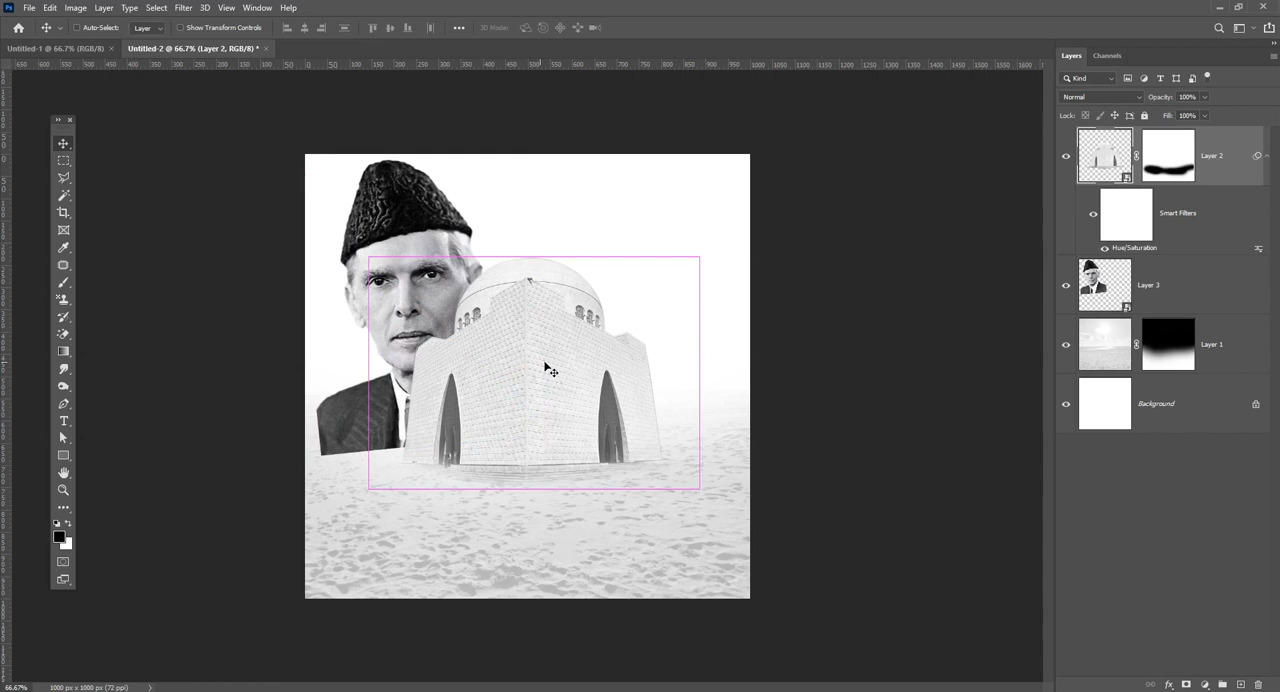 Ps File Edit Image Layer Type Select Filter 3D View Window Help
Auto-Select: Layer Show Transform Controls 3D Mode:
Untitled-1 @ 66.7% (RGB/8) × Untitled-2 @ 66.7% (Layer 2, RGB/8) * ×
Layers Channels
Kind
Normal Opacity: 100%
Lock: Fill: 100%
Layer 2
Smart Filters
Hue/Saturation
Layer 3
Layer 1
Background
66.67% 1000 px x 1000 px (72 ppi)